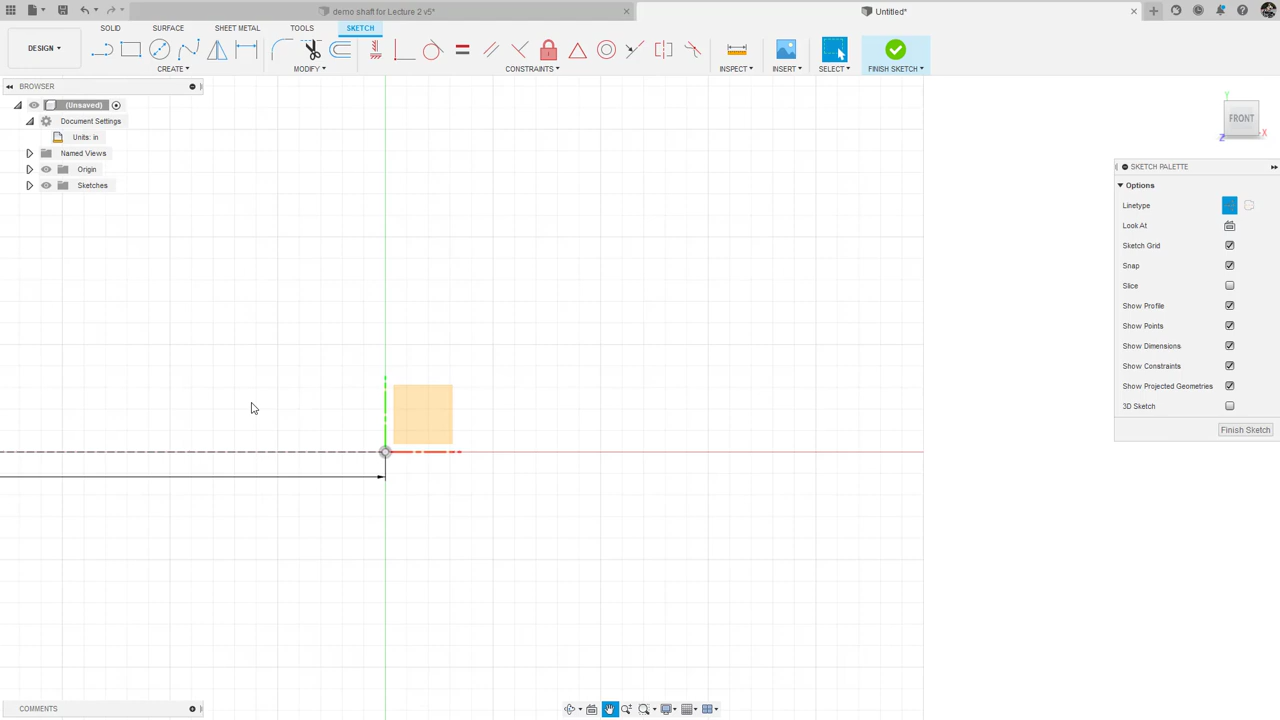 demo shaft for Lecture 2 v5*
Untitled*
DESIGN
SOLID
SURFACE
SHEET METAL
TOOLS
SKETCH
CREATE
MODIFY
CONSTRAINTS
INSPECT
INSERT
SELECT
FINISH SKETCH
BROWSER
(Unsaved)
Document Settings
Units: in
Named Views
Origin
Sketches
Y
FRONT
X
Z
SKETCH PALETTE
Options
Linetype
Look At
Sketch Grid
Snap
Slice
Show Profile
Show Points
Show Dimensions
Show Constraints
Show Projected Geometries
3D Sketch
Finish Sketch
COMMENTS